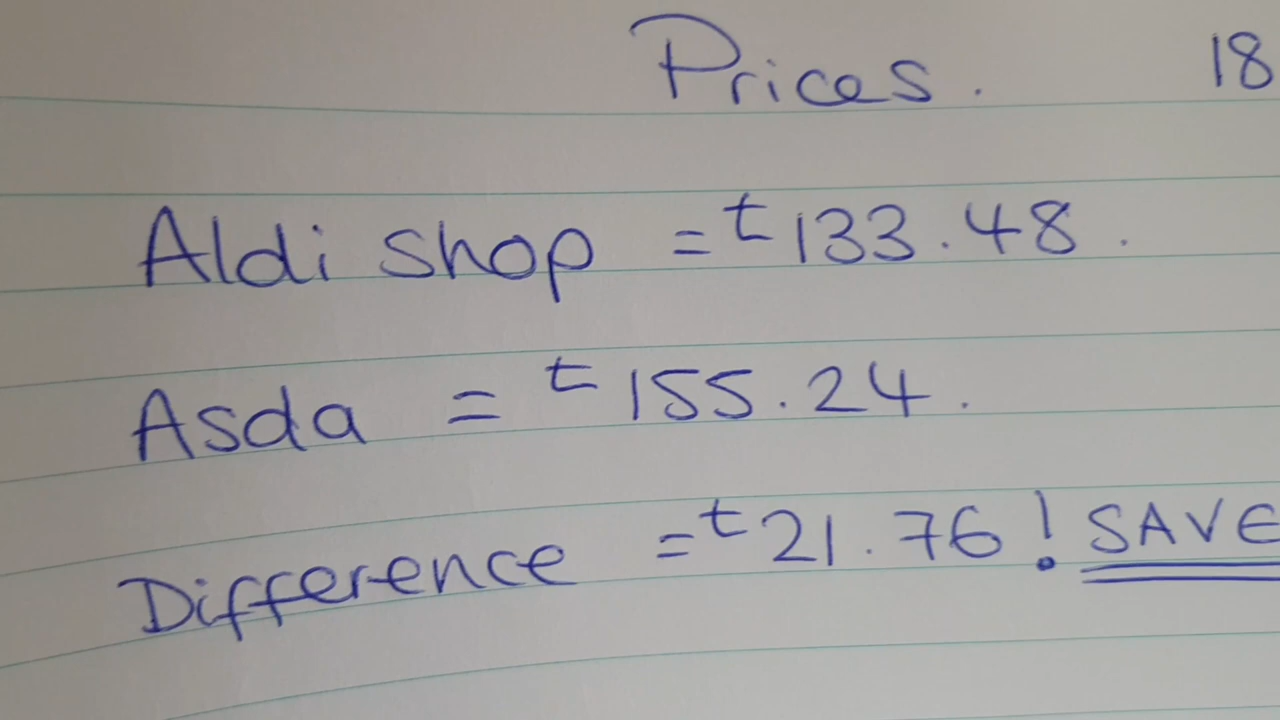 Prices. 18
Aldi shop = £133.48.
Asda = £155.24.
Difference = £21.76! SAVE